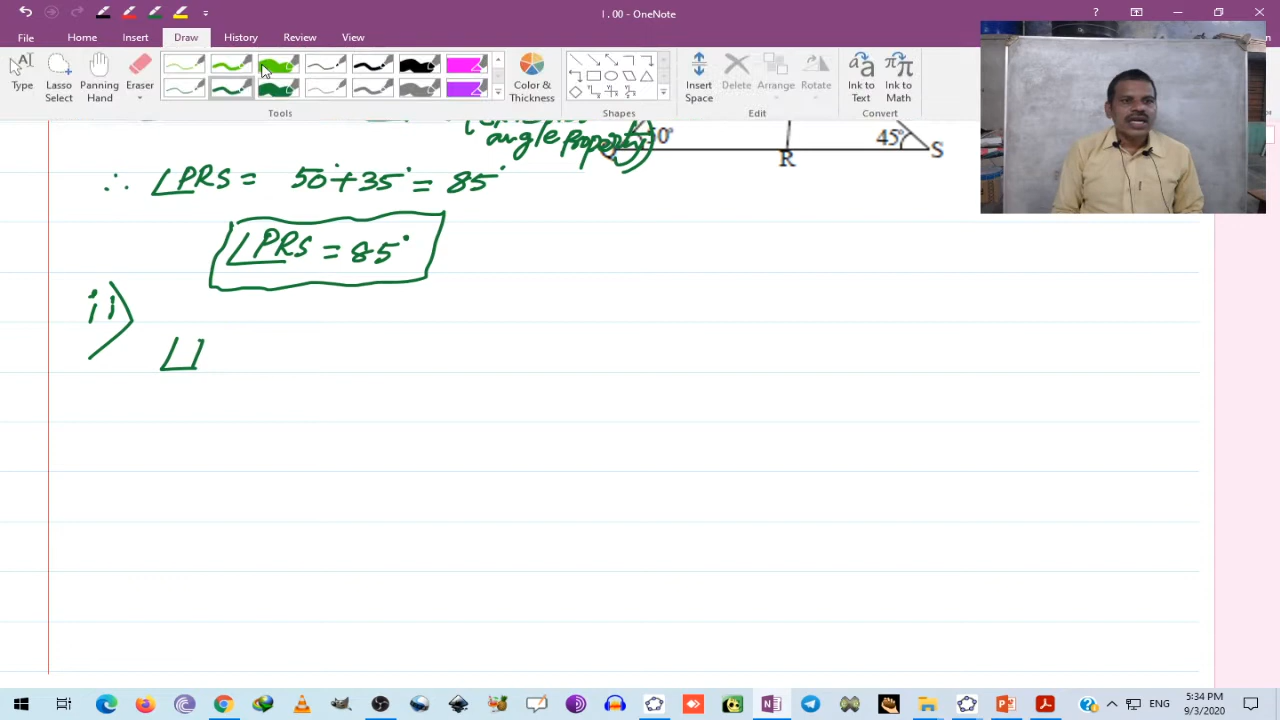 1.00 - OneNote
File Home Insert Draw History Review View
Type Lasso Select Panning Hand Eraser Color & Thickness Insert Space Delete Arrange Rotate Ink to Text Ink to Math
Tools Shapes Edit Convert
angle property)
0° R 45° S
∴ ∠PRS = 50°+35° = 85°
∠PRS = 85°
ii)
ENG
5:34 PM
9/3/2020